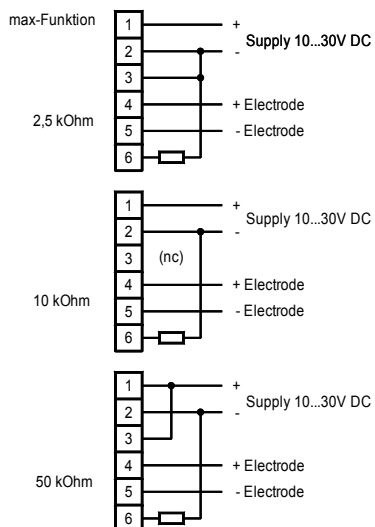 max-Funktion
1
+
Supply 10...30V DC
2
-
3
4
+ Electrode
2,5 kOhm
5
- Electrode
6
1
+
Supply 10...30V DC
2
-
3
(nc)
4
+ Electrode
10 kOhm
5
- Electrode
6
1
+
Supply 10...30V DC
2
-
3
4
+ Electrode
50 kOhm
5
- Electrode
6